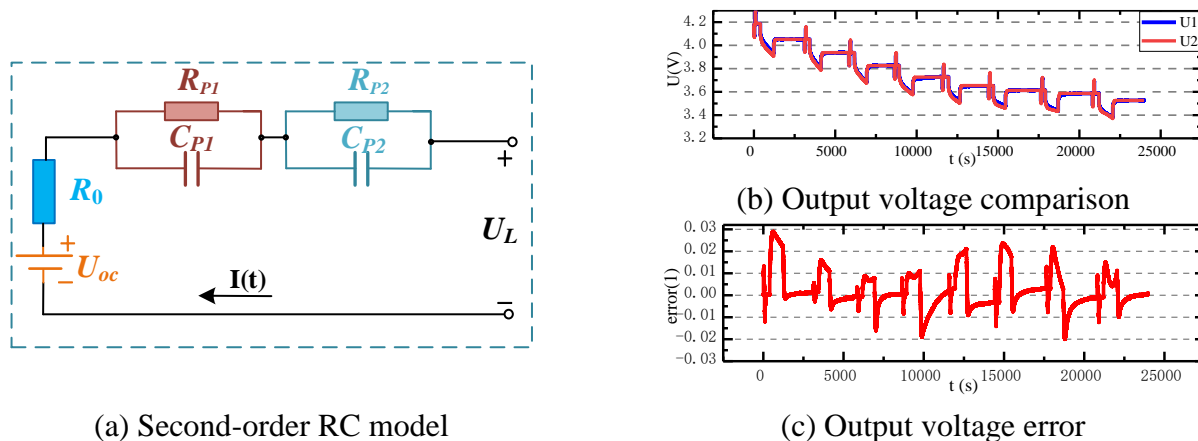 R_P1
R_P2
C_P1
C_P2
R_0
+
U_oc
−
I(t)
+
U_L
−
(a) Second-order RC model
U(V)
4.2
4.0
3.8
3.6
3.4
3.2
U1
U2
0 5000 10000 15000 20000 25000
t (s)
(b) Output voltage comparison
error(1)
0.03
0.02
0.01
0.00
−0.01
−0.02
−0.03
0 5000 10000 15000 20000 25000
t (s)
(c) Output voltage error